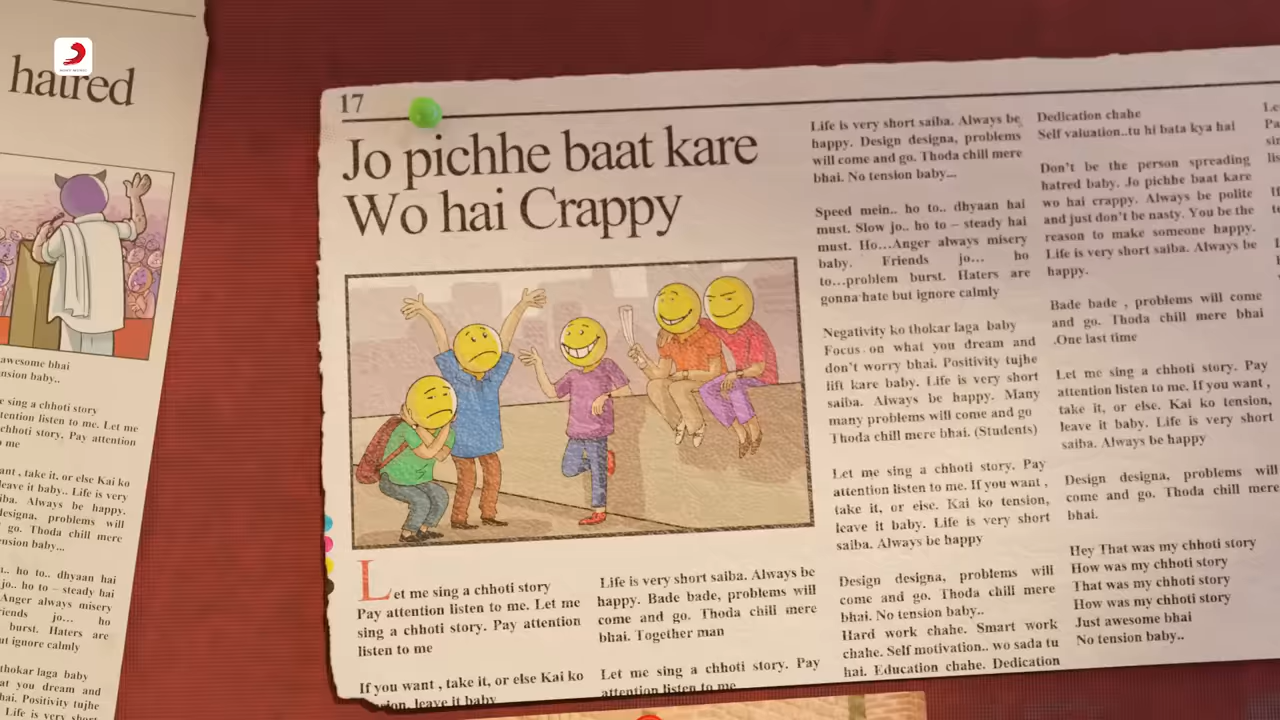 hatred
awesome bhai
nsion baby..
e sing a chhoti story
tention listen to me. Let me
chhoti story. Pay attention
o me
ant , take it, or else Kai ko
leave it baby.. Life is very
iba. Always be happy.
designa, problems will
go. Thoda chill mere
ension baby...
.. ho to.. dhyaan hai
jo.. ho to – steady hai
Anger always misery
riends jo... ho
burst. Haters are
ut ignore calmly
thokar laga baby
at you dream and
hai. Positivity tujhe
Life is very short
17
Jo pichhe baat kare
Wo hai Crappy
Let me sing a chhoti story
Pay attention listen to me. Let me
sing a chhoti story. Pay attention
listen to me
If you want , take it, or else Kai ko
leave it baby
Life is very short saiba. Always be
happy. Bade bade, problems will
come and go. Thoda chill mere
bhai. Together man
Let me sing a chhoti story. Pay
attention listen to me
Life is very short saiba. Always be
happy. Design designa, problems
will come and go. Thoda chill mere
bhai. No tension baby...
Speed mein.. ho to.. dhyaan hai
must. Slow jo.. ho to – steady hai
must. Ho...Anger always misery
baby. Friends jo... ho
to...problem burst. Haters are
gonna hate but ignore calmly
Negativity ko thokar laga baby
Focus on what you dream and
don't worry bhai. Positivity tujhe
lift kare baby. Life is very short
saiba. Always be happy. Many
many problems will come and go
Thoda chill mere bhai. (Students)
Let me sing a chhoti story. Pay
attention listen to me. If you want ,
take it, or else. Kai ko tension,
leave it baby. Life is very short
saiba. Always be happy
Design designa, problems will
come and go. Thoda chill mere
bhai. No tension baby..
Hard work chahe. Smart work
chahe. Self motivation.. wo sada tu
hai. Education chahe. Dedication
Dedication chahe
Self valuation..tu hi bata kya hai
Don't be the person spreading
hatred baby. Jo pichhe baat kare
wo hai crappy. Always be polite
and just don't be nasty. You be the
reason to make someone happy.
Life is very short saiba. Always be
happy.
Bade bade , problems will come
and go. Thoda chill mere bhai
.One last time
Let me sing a chhoti story. Pay
attention listen to me. If you want ,
take it, or else. Kai ko tension,
leave it baby. Life is very short
saiba. Always be happy
Design designa, problems will
come and go. Thoda chill mere
bhai.
Hey That was my chhoti story
How was my chhoti story
That was my chhoti story
How was my chhoti story
Just awesome bhai
No tension baby..